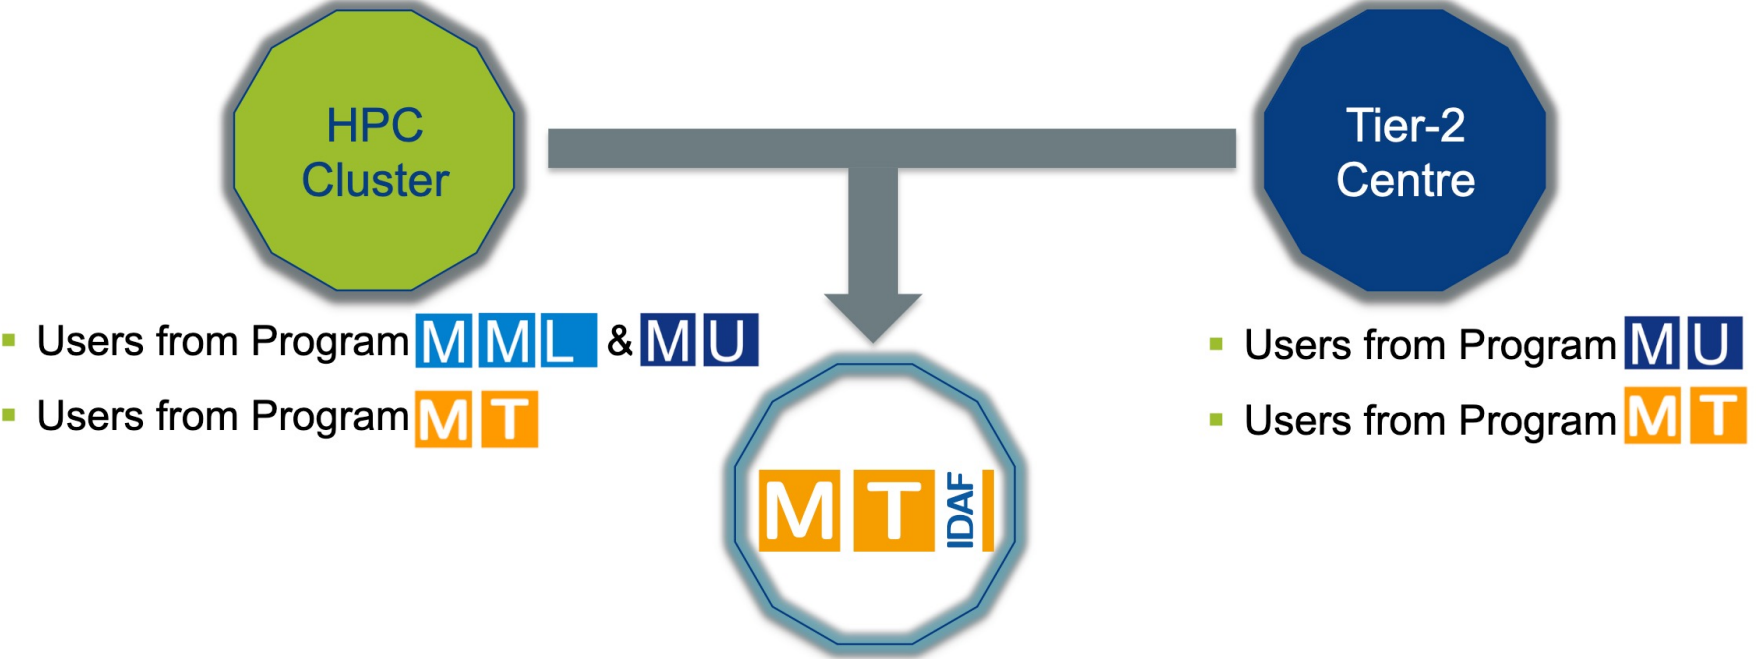 HPC
Cluster
Tier-2
Centre
Users from Program MML & MU
Users from Program MT
Users from Program MU
Users from Program MT
MT IDAF